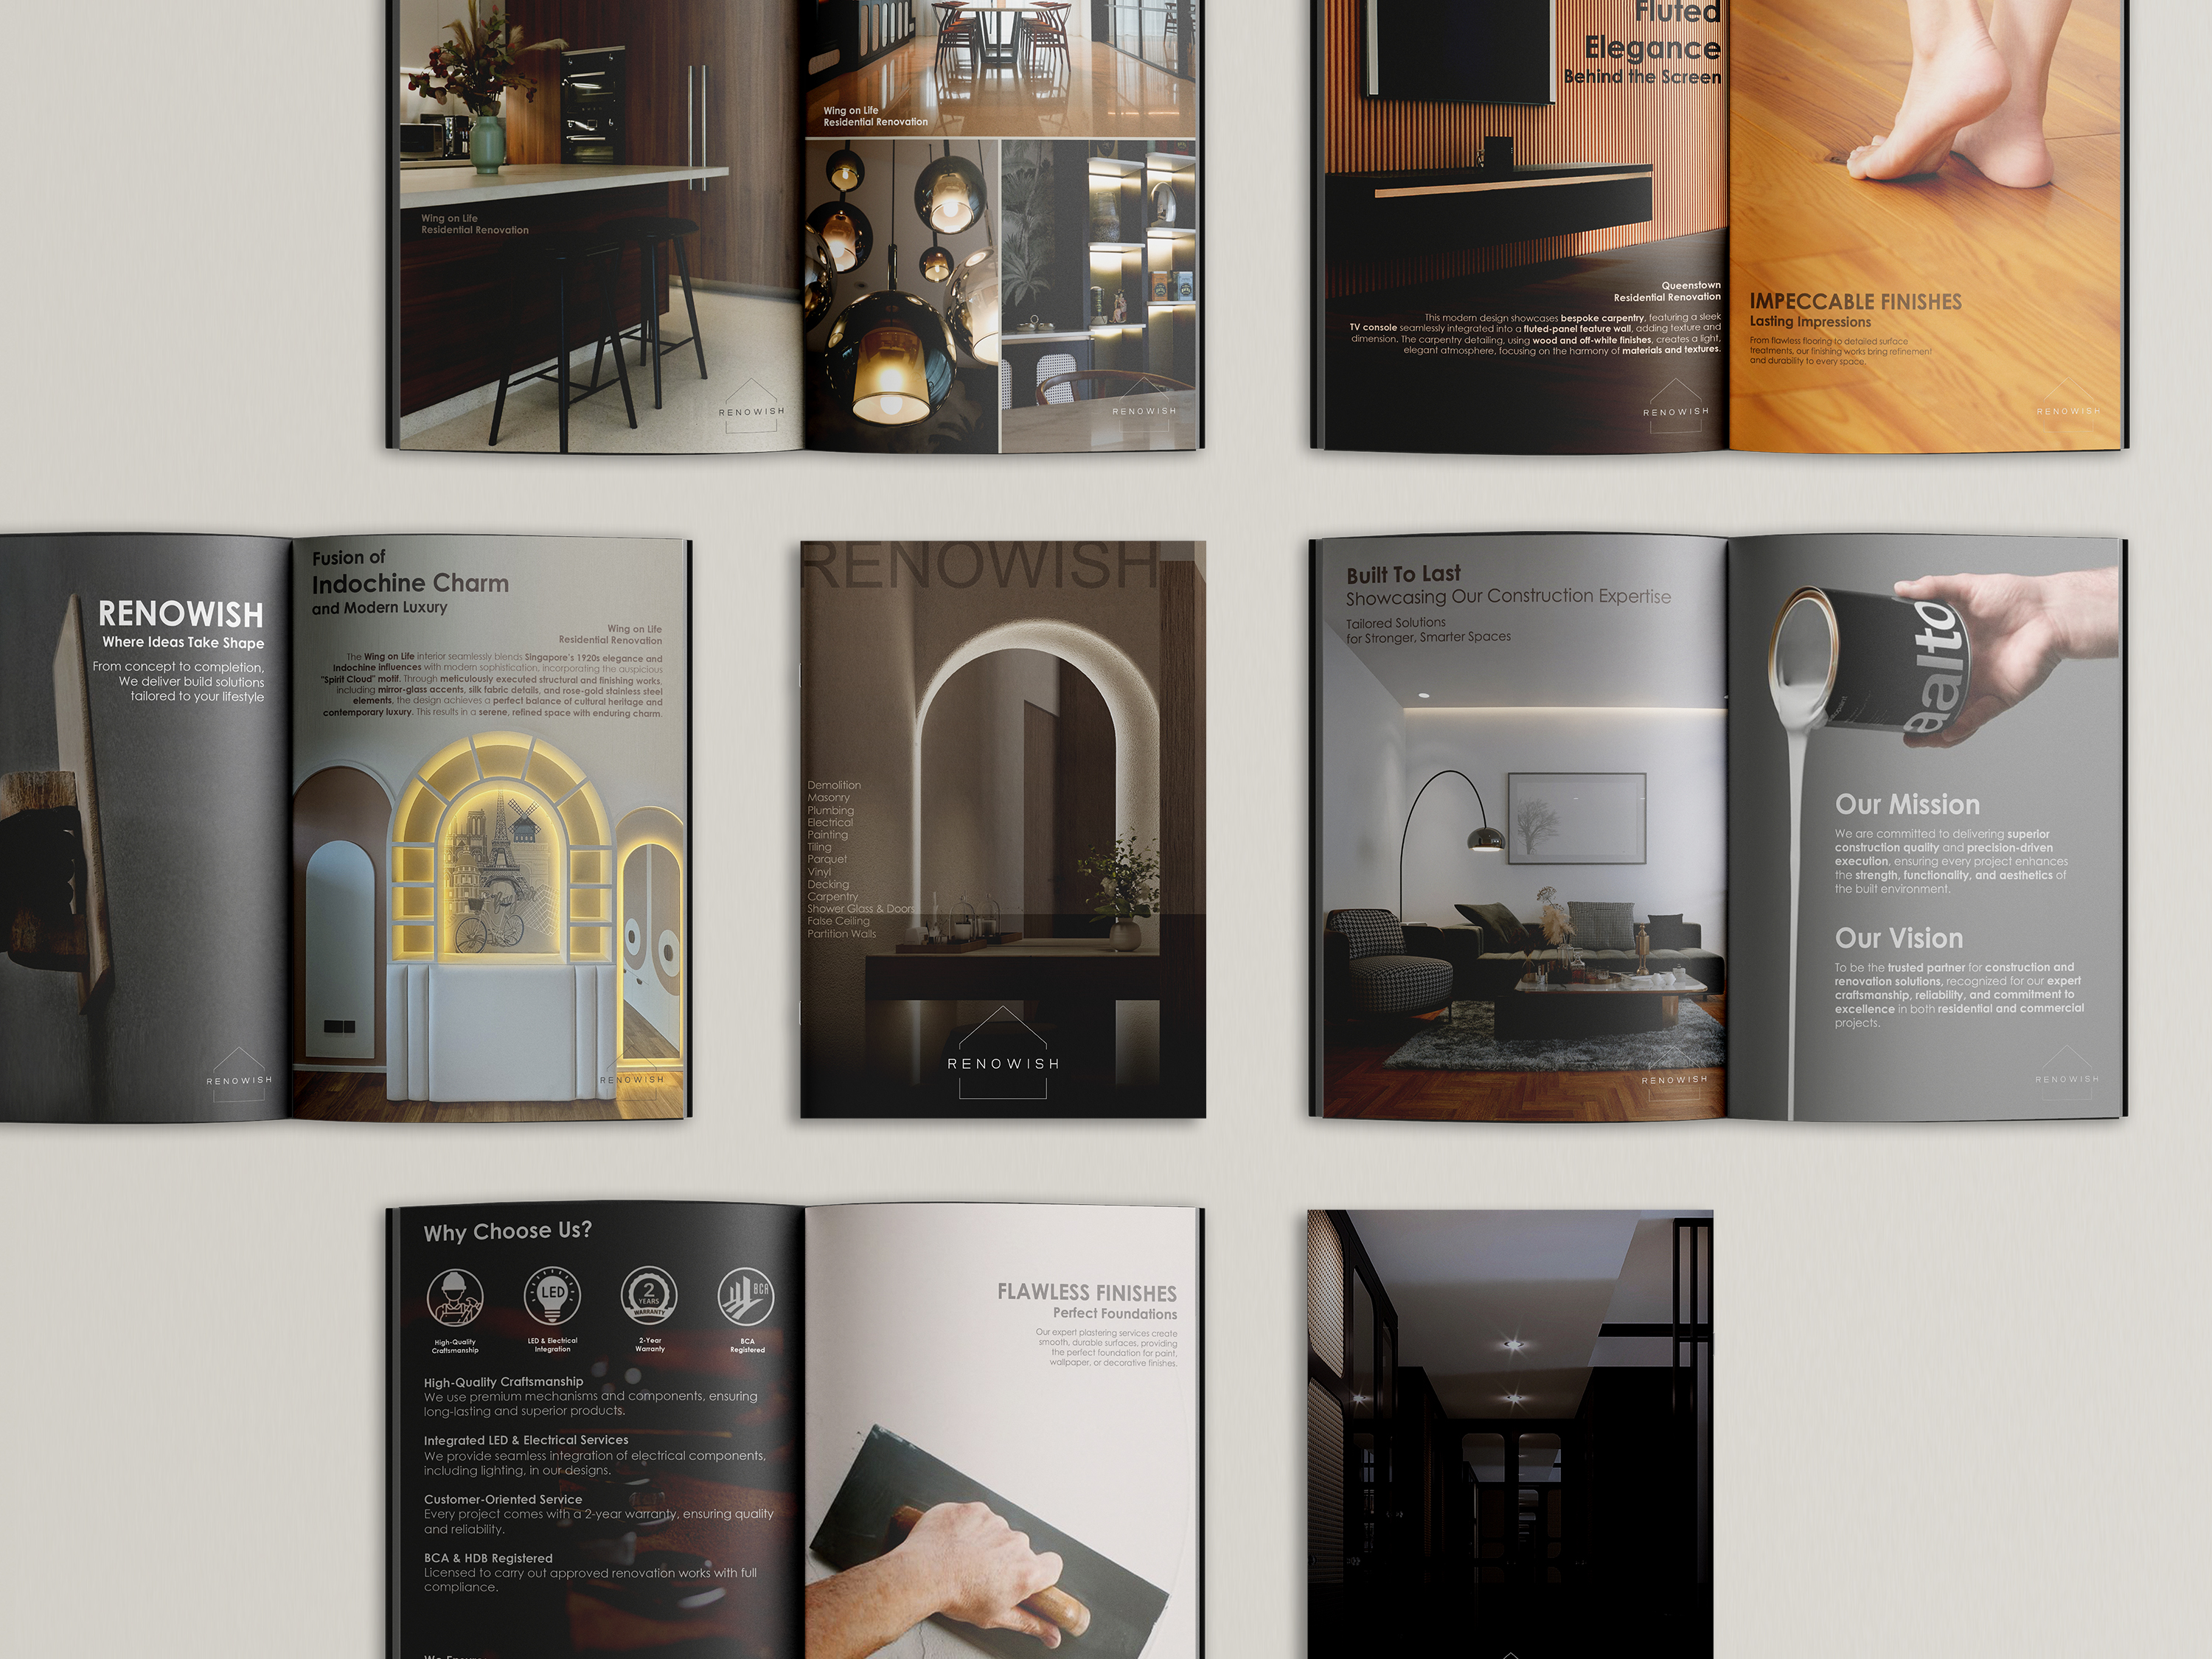 Wing on Life
Residential Renovation
RENOWISH
Wing on Life
Residential Renovation
RENOWISH
Fluted
Elegance
Behind the Screen
Queenstown
Residential Renovation
This modern design showcases bespoke carpentry, featuring a sleek
TV console seamlessly integrated into a fluted-panel feature wall, adding texture and
dimension. The carpentry detailing, using wood and off-white finishes, creates a light,
elegant atmosphere, focusing on the harmony of materials and textures.
RENOWISH
IMPECCABLE FINISHES
Lasting Impressions
From flawless flooring to detailed surface
treatments, our finishing works bring refinement
and durability to every space.
RENOWISH
RENOWISH
Where Ideas Take Shape
From concept to completion,
We deliver build solutions
tailored to your lifestyle
RENOWISH
Fusion of
Indochine Charm
and Modern Luxury
Wing on Life
Residential Renovation
The Wing on Life interior seamlessly blends Singapore's 1920s elegance and
Indochine influences with modern sophistication, incorporating the auspicious
"Spirit Cloud" motif. Through meticulously executed structural and finishing works,
including mirror-glass accents, silk fabric details, and rose-gold stainless steel
elements, the design achieves a perfect balance of cultural heritage and
contemporary luxury. This results in a serene, refined space with enduring charm.
RENOWISH
RENOWISH
Demolition
Masonry
Plumbing
Electrical
Painting
Tiling
Parquet
Vinyl
Decking
Carpentry
Shower Glass & Doors
False Ceiling
Partition Walls
RENOWISH
Built To Last
Showcasing Our Construction Expertise
Tailored Solutions
for Stronger, Smarter Spaces
RENOWISH
aalto
Our Mission
We are committed to delivering superior
construction quality and precision-driven
execution, ensuring every project enhances
the strength, functionality, and aesthetics of
the built environment.
Our Vision
To be the trusted partner for construction and
renovation solutions, recognized for our expert
craftsmanship, reliability, and commitment to
excellence in both residential and commercial
projects.
RENOWISH
Why Choose Us?
LED
2
YEARS
WARRANTY
BCA
High-Quality
Craftsmanship
LED & Electrical
Integration
2-Year
Warranty
BCA
Registered
High-Quality Craftsmanship
We use premium mechanisms and components, ensuring
long-lasting and superior products.
Integrated LED & Electrical Services
We provide seamless integration of electrical components,
including lighting, in our designs.
Customer-Oriented Service
Every project comes with a 2-year warranty, ensuring quality
and reliability.
BCA & HDB Registered
Licensed to carry out approved renovation works with full
compliance.
FLAWLESS FINISHES
Perfect Foundations
Our expert plastering services create
smooth, durable surfaces, providing
the perfect foundation for paint,
wallpaper, or decorative finishes.